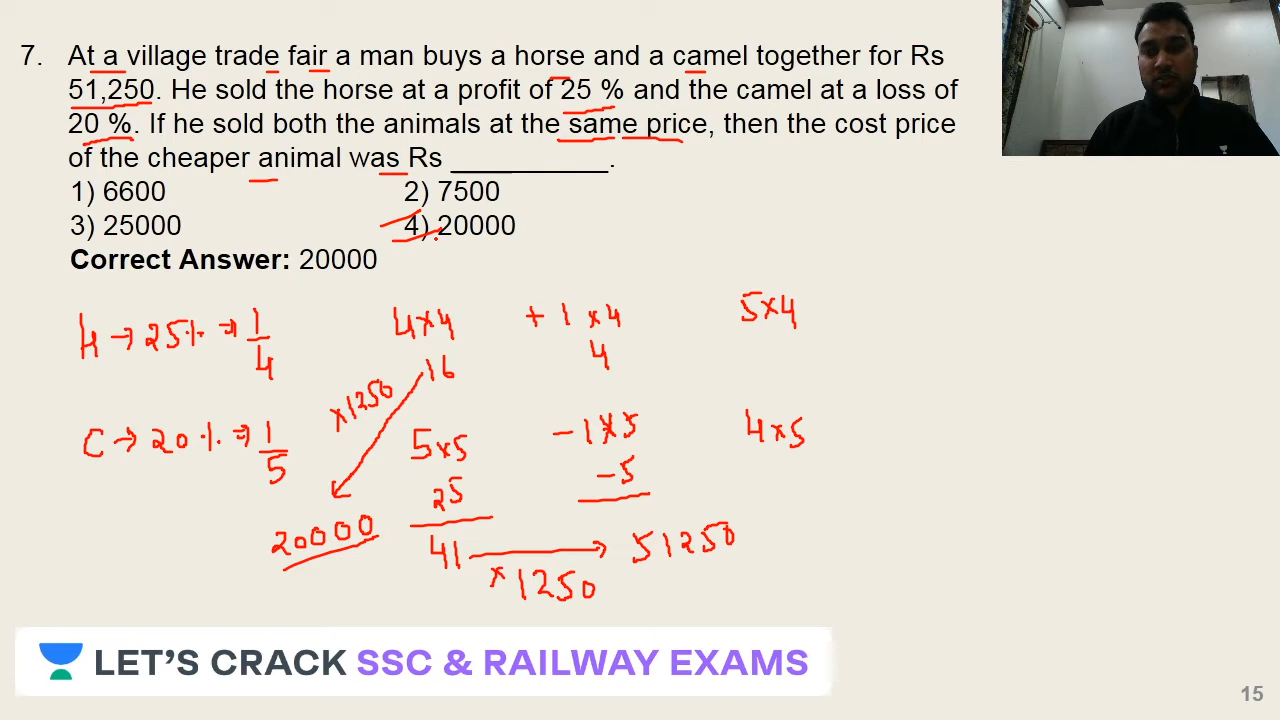 7. At a village trade fair a man buys a horse and a camel together for Rs
51,250. He sold the horse at a profit of 25 % and the camel at a loss of
20 %. If he sold both the animals at the same price, then the cost price
of the cheaper animal was Rs __________.
1) 6600 2) 7500
3) 25000 4) 20000
Correct Answer: 20000
H → 25% ⇒ 1/4 4×4 + 1 ×4 5×4
16 4
×1250
C → 20% ⇒ 1/5 5×5 - 1×5 4×5
25 - 5
20000 41 → 51250
×1250
LET'S CRACK SSC & RAILWAY EXAMS
15